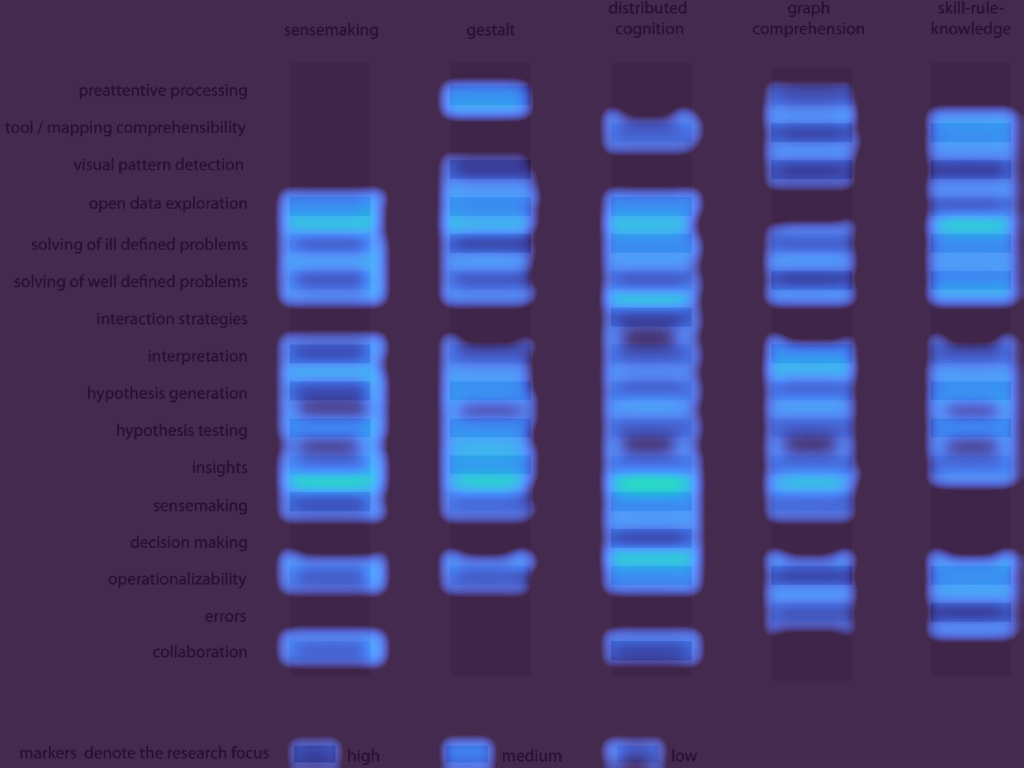 sensemaking
gestalt
distributed
cognition
graph
comprehension
skill-rule-
knowledge
preattentive processing
tool / mapping comprehensibility
visual pattern detection
open data exploration
solving of ill defined problems
solving of well defined problems
interaction strategies
interpretation
hypothesis generation
hypothesis testing
insights
sensemaking
decision making
operationalizability
errors
collaboration
markers denote the research focus
high
medium
low